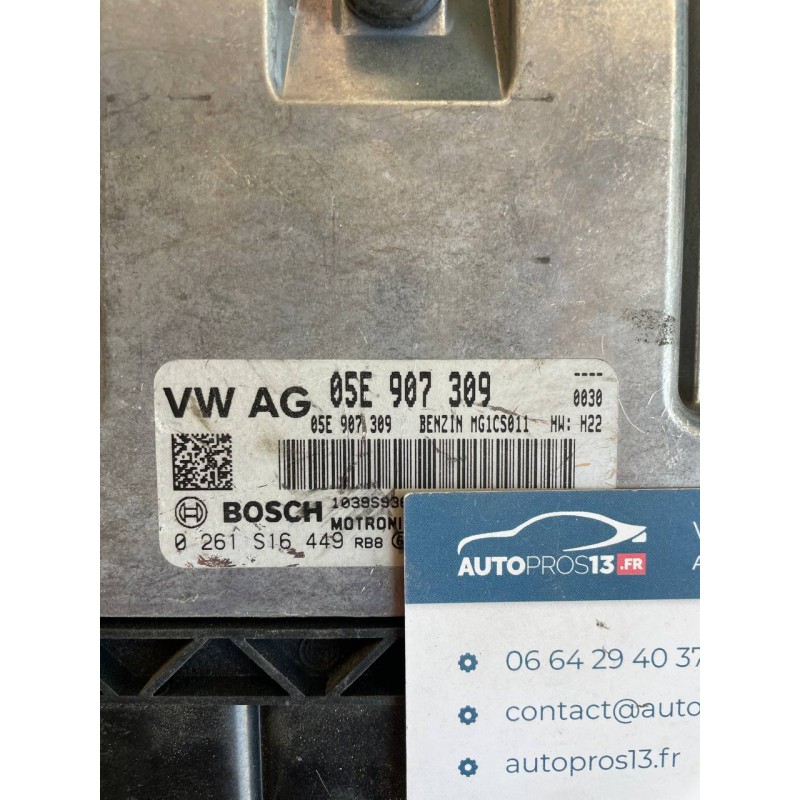 VW AG 05E 907 309 ----
0030
05E 907 309 BENZIN MG1CS011 HW: H22
BOSCH
MOTRONI
0 261 S16 449 RB8
AUTOPROS13.FR
06 64 29 40 37
contact@auto
autopros13.fr